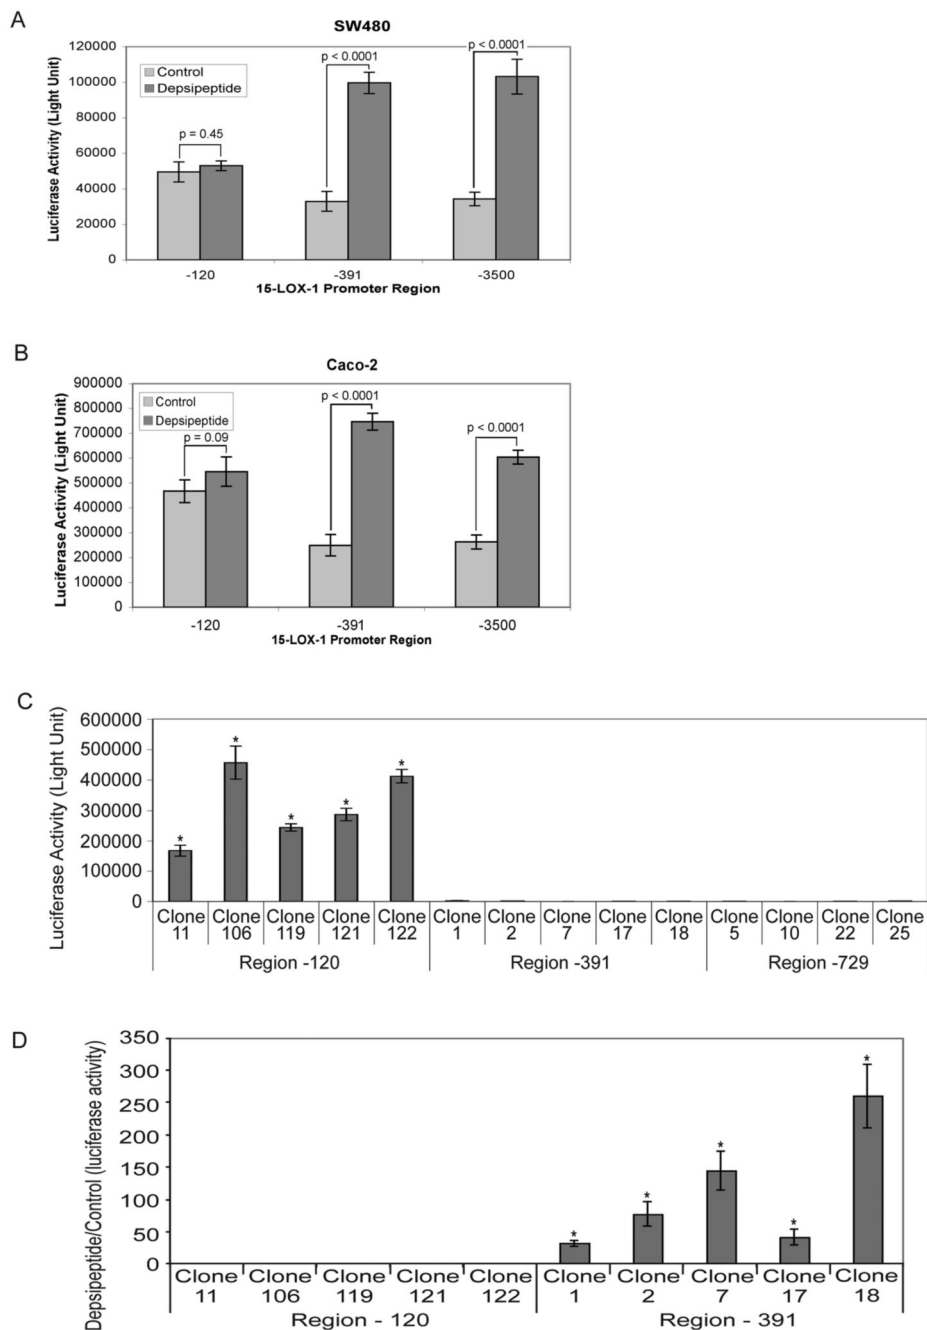 A
SW480
Luciferase Activity (Light Unit)
120000
100000
80000
60000
40000
20000
0
Control
Depsipeptide
p = 0.45
p < 0.0001
p < 0.0001
-120
-391
-3500
15-LOX-1 Promoter Region
B
Caco-2
Luciferase Activity (Light Unit)
900000
800000
700000
600000
500000
400000
300000
200000
100000
0
Control
Depsipeptide
p = 0.09
p < 0.0001
p < 0.0001
-120
-391
-3500
15-LOX-1 Promoter Region
C
Luciferase Activity (Light Unit)
600000
500000
400000
300000
200000
100000
0
* * * * *
Clone Clone Clone Clone Clone Clone Clone Clone Clone Clone Clone Clone Clone Clone
11 106 119 121 122 1 2 7 17 18 5 10 22 25
Region -120 Region -391 Region -729
D
Depsipeptide/Control (luciferase activity)
350
300
250
200
150
100
50
0
* * * * *
Clone Clone Clone Clone Clone Clone Clone Clone Clone Clone
11 106 119 121 122 1 2 7 17 18
Region - 120 Region - 391